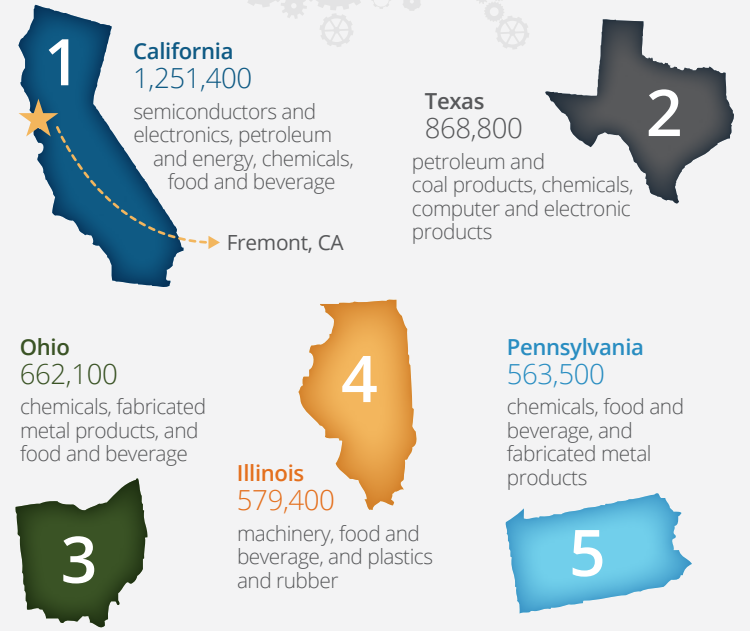 1
California
1,251,400
semiconductors and
electronics, petroleum
and energy, chemicals,
food and beverage
Fremont, CA
2
Texas
868,800
petroleum and
coal products, chemicals,
computer and electronic
products
Ohio
662,100
chemicals, fabricated
metal products, and
food and beverage
3
4
Illinois
579,400
machinery, food and
beverage, and plastics
and rubber
Pennsylvania
563,500
chemicals, food and
beverage, and
fabricated metal
products
5